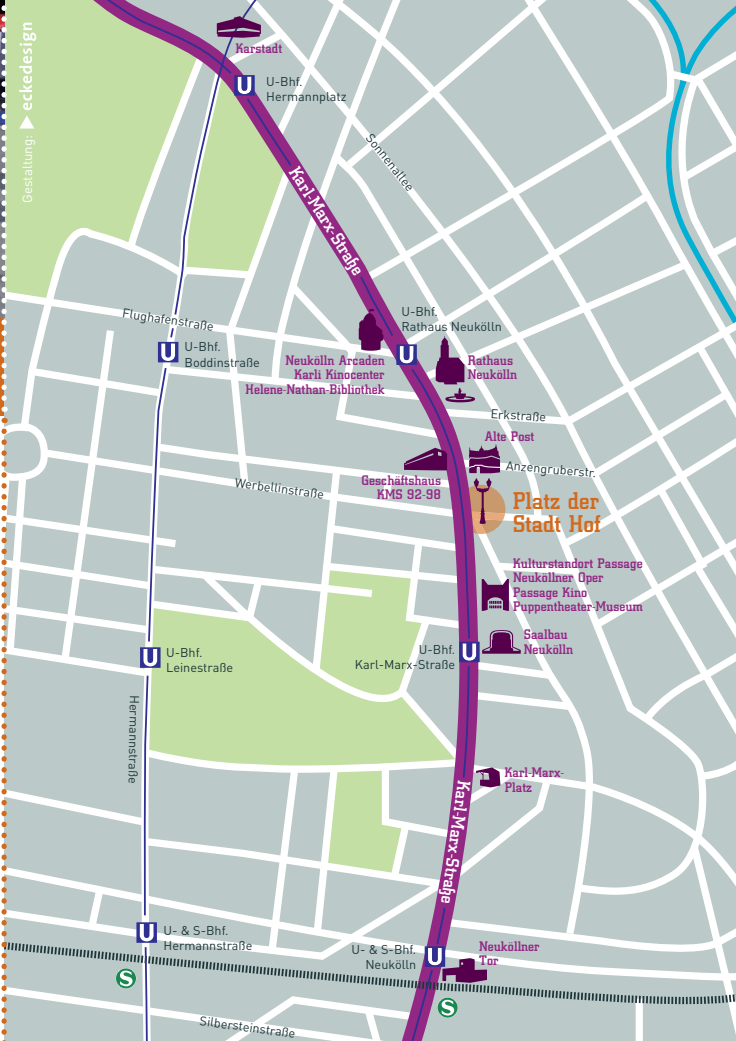 Gestaltung: eckedesign
Karstadt
U
U-Bhf.
Hermannplatz
Sonnenallee
Karl-Marx-Straße
Flughafenstraße
U
U-Bhf.
Boddinstraße
U-Bhf.
Rathaus Neukölln
U
Neukölln Arcaden
Karli Kinocenter
Helene-Nathan-Bibliothek
Rathaus
Neukölln
Erkstraße
Alte Post
Anzengruberstr.
Geschäftshaus
KMS 92-98
Werbellinstraße
Platz der
Stadt Hof
Kulturstandort Passage
Neuköllner Oper
Passage Kino
Puppentheater-Museum
Saalbau
Neukölln
U-Bhf.
Karl-Marx-Straße
U
U
U-Bhf.
Leinestraße
Hermannstraße
Karl-Marx-
Platz
Karl-Marx-Straße
U
U- & S-Bhf.
Hermannstraße
U- & S-Bhf.
Neukölln
U
Neuköllner
Tor
S
S
Silbersteinstraße